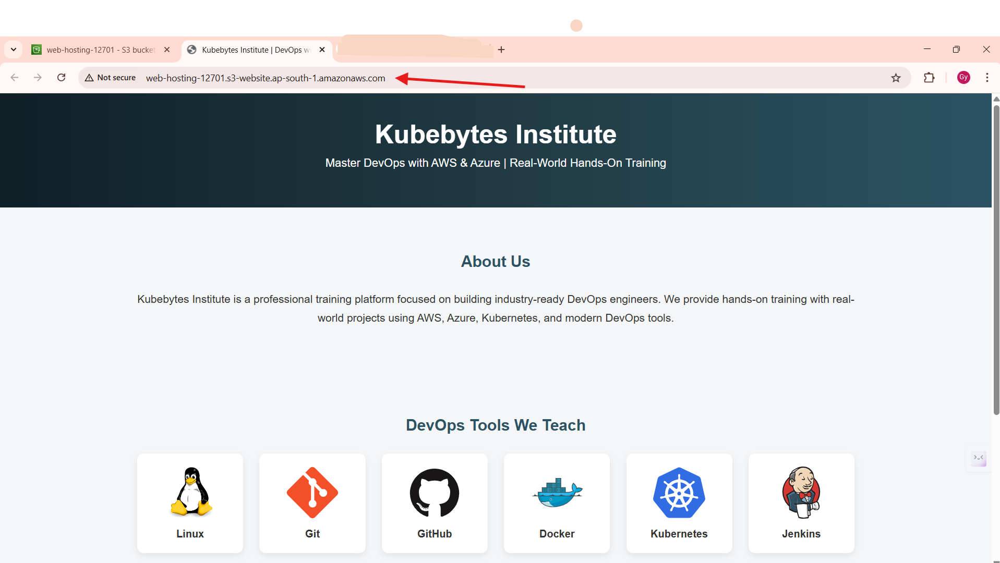 web-hosting-12701 - S3 bucket
Kubebytes Institute | DevOps wi
Not secure
web-hosting-12701.s3-website.ap-south-1.amazonaws.com
Gy
Kubebytes Institute
Master DevOps with AWS & Azure | Real-World Hands-On Training
About Us
Kubebytes Institute is a professional training platform focused on building industry-ready DevOps engineers. We provide hands-on training with real-
world projects using AWS, Azure, Kubernetes, and modern DevOps tools.
DevOps Tools We Teach
Linux
Git
GitHub
Docker
Kubernetes
Jenkins